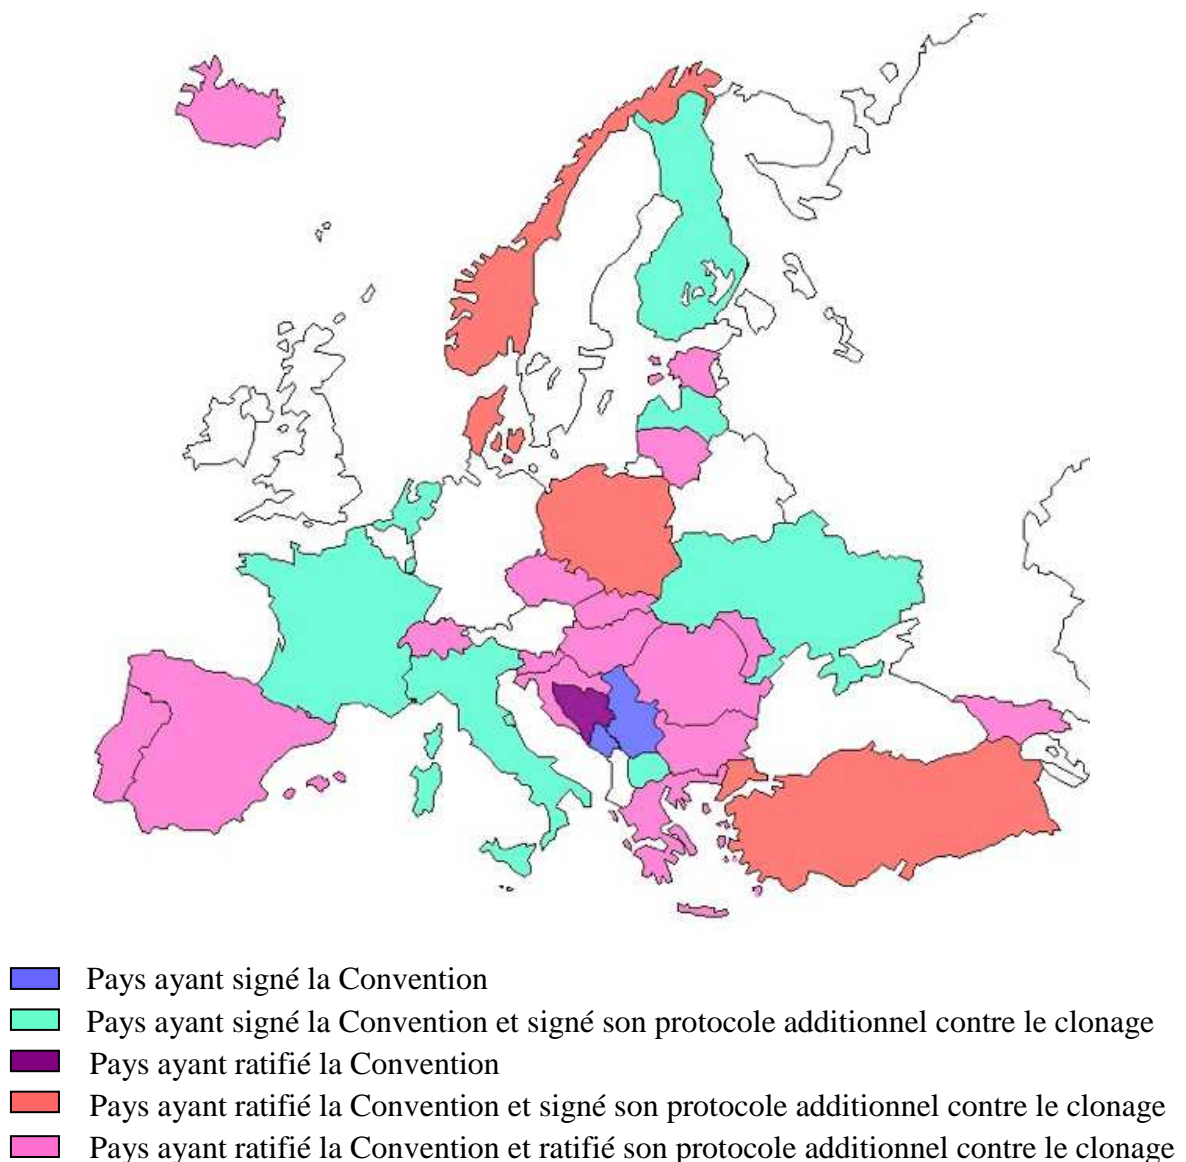 Pays ayant signé la Convention
Pays ayant signé la Convention et signé son protocole additionnel contre le clonage
Pays ayant ratifié la Convention
Pays ayant ratifié la Convention et signé son protocole additionnel contre le clonage
Pays ayant ratifié la Convention et ratifié son protocole additionnel contre le clonage